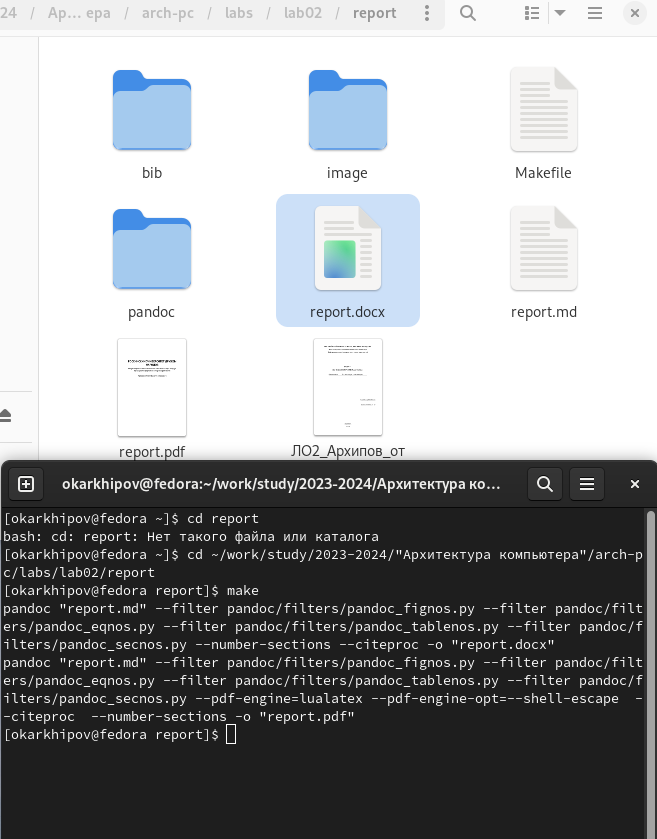 24 / Ар… ера / arch-pc / labs / lab02 / report
bib
image
Makefile
pandoc
report.docx
report.md
report.pdf
ЛО2_Архипов_от
okarkhipov@fedora:~/work/study/2023-2024/Архитектура ко…
[okarkhipov@fedora ~]$ cd report
bash: cd: report: Нет такого файла или каталога
[okarkhipov@fedora ~]$ cd ~/work/study/2023-2024/"Архитектура компьютера"/arch-p
c/labs/lab02/report
[okarkhipov@fedora report]$ make
pandoc "report.md" --filter pandoc/filters/pandoc_fignos.py --filter pandoc/filt
ers/pandoc_eqnos.py --filter pandoc/filters/pandoc_tablenos.py --filter pandoc/f
ilters/pandoc_secnos.py --number-sections --citeproc -o "report.docx"
pandoc "report.md" --filter pandoc/filters/pandoc_fignos.py --filter pandoc/filt
ers/pandoc_eqnos.py --filter pandoc/filters/pandoc_tablenos.py --filter pandoc/f
ilters/pandoc_secnos.py --pdf-engine=lualatex --pdf-engine-opt=--shell-escape  -
-citeproc  --number-sections -o "report.pdf"
[okarkhipov@fedora report]$